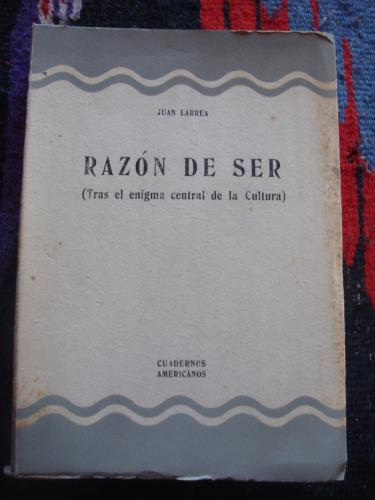 JUAN LARREA
RAZÓN DE SER
(Tras el enigma central de la Cultura)
CUADERNOS
AMERICANOS